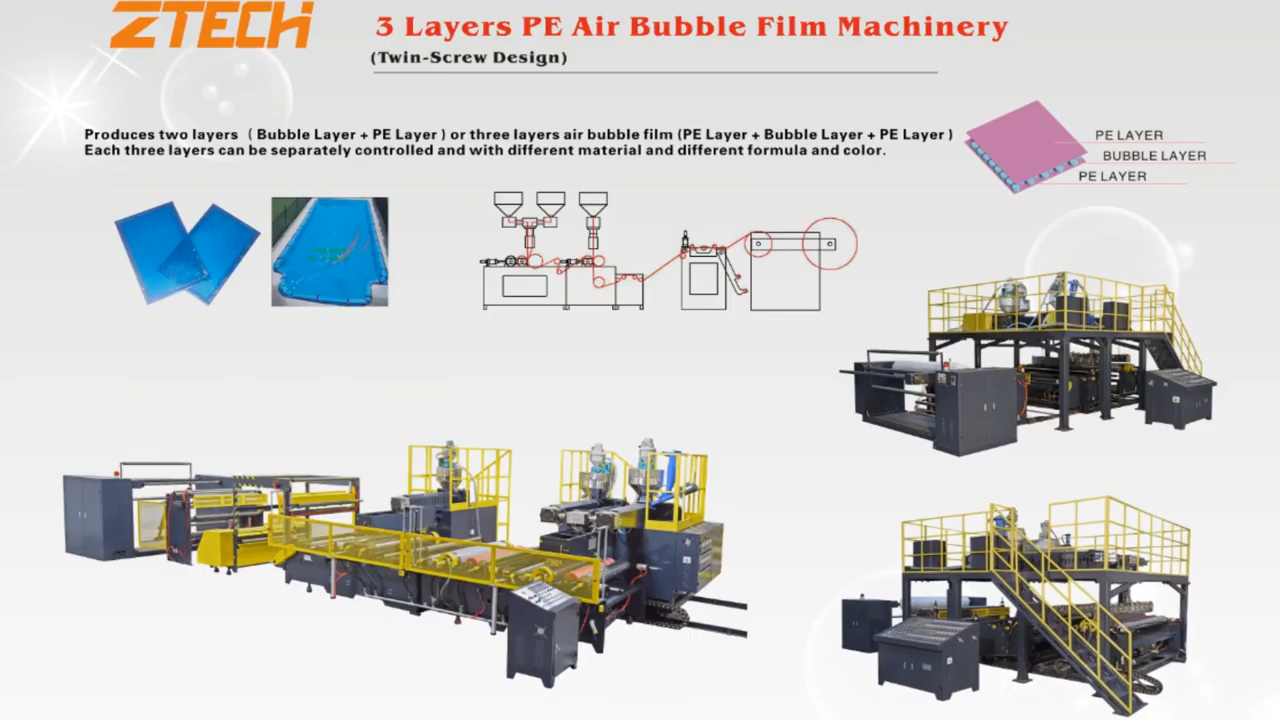 ZTECH
3 Layers PE Air Bubble Film Machinery
(Twin-Screw Design)
Produces two layers ( Bubble Layer + PE Layer ) or three layers air bubble film (PE Layer + Bubble Layer + PE Layer )
Each three layers can be separately controlled and with different material and different formula and color.
PE LAYER
BUBBLE LAYER
PE LAYER